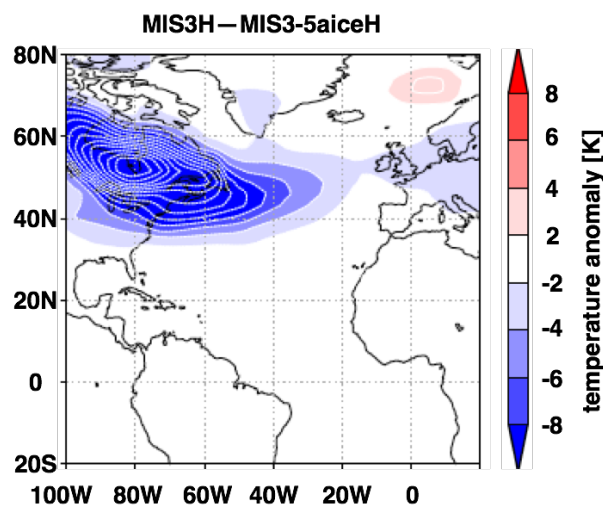 MIS3H—MIS3-5aiceH
80N
60N
40N
20N
0
20S
100W 80W 60W 40W 20W 0
8
6
4
2
-2
-4
-6
-8
temperature anomaly [K]